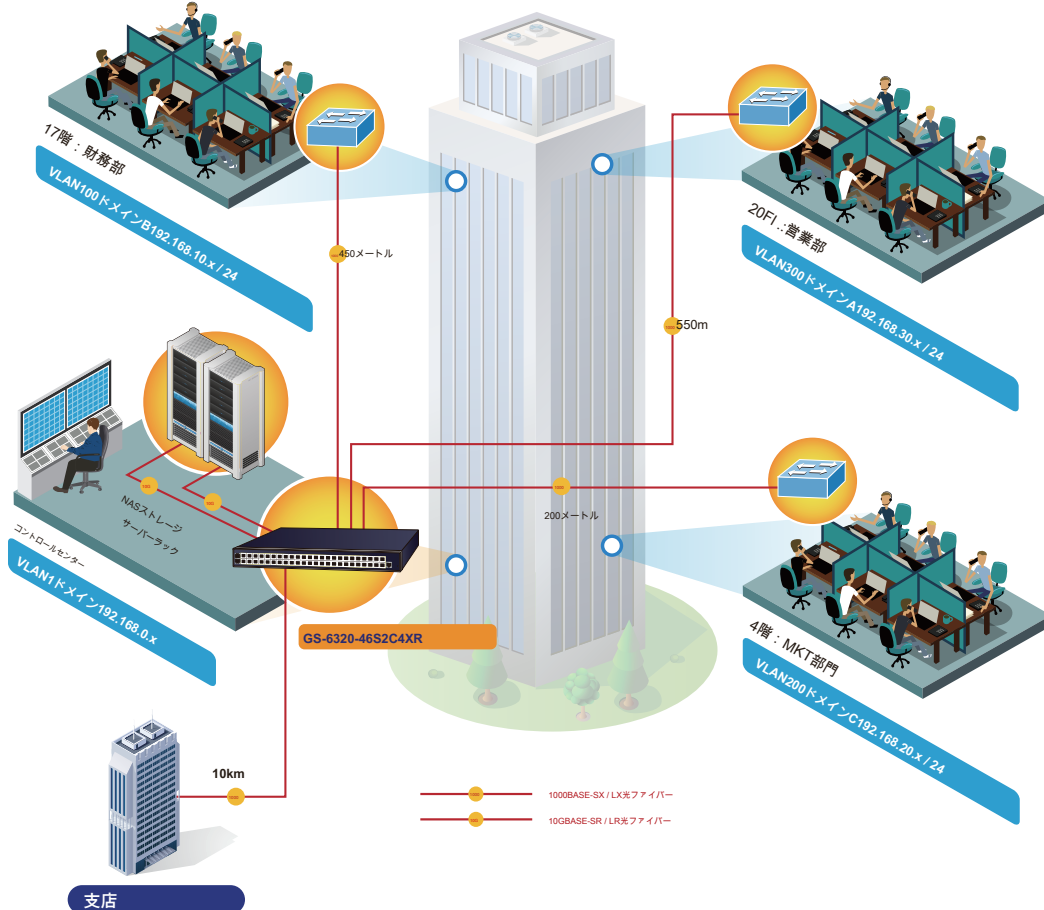 17階：財務部
VLAN100ドメインB192.168.10.x / 24
450メートル
20Fl .:営業部
VLAN300ドメインA192.168.30.x / 24
550m
NASストレージ
サーバーラック
コントロールセンター
VLAN1ドメイン192.168.0.x
200メートル
GS-6320-46S2C4XR
4階：MKT部門
VLAN200ドメインC192.168.20.x / 24
10km
1000BASE-SX / LX光ファイバー
10GBASE-SR / LR光ファイバー
支店